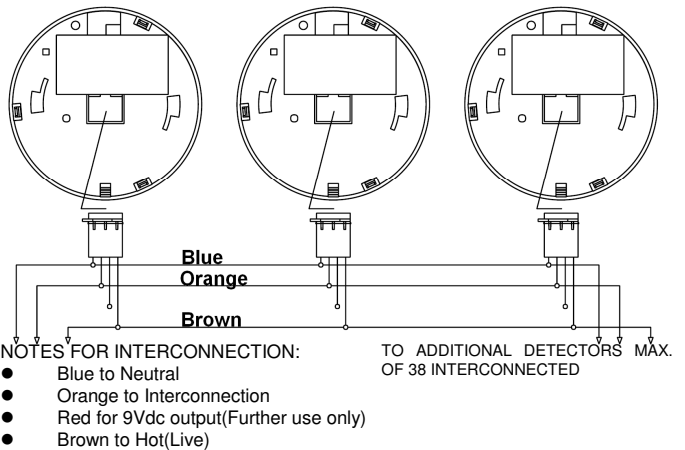 Blue
Orange
Brown
NOTES FOR INTERCONNECTION:
● Blue to Neutral
● Orange to Interconnection
● Red for 9Vdc output(Further use only)
● Brown to Hot(Live)
TO ADDITIONAL DETECTORS MAX.
OF 38 INTERCONNECTED